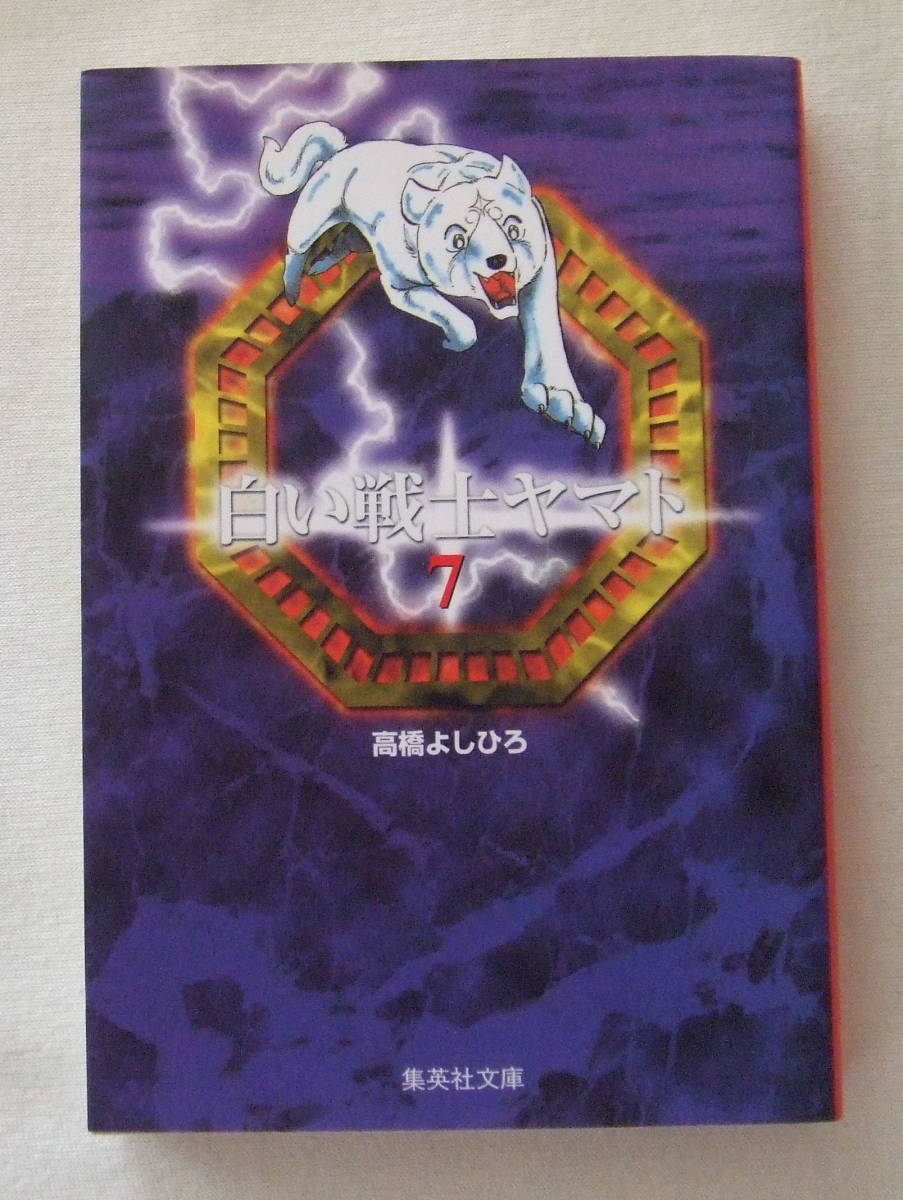 白い戦士ヤマト
7
高橋よしひろ
集英社文庫